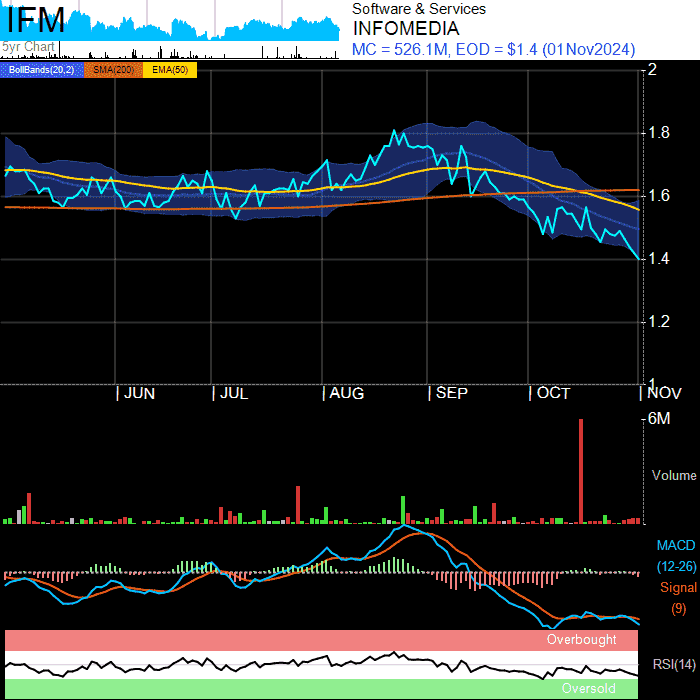 IFM
Software & Services
INFOMEDIA
5yr Chart
MC = 526.1M, EOD = $1.4 (01Nov2024)
BollBands(20,2) SMA(200) EMA(50)
2
1.8
1.6
1.4
1.2
1
JUN JUL AUG SEP OCT NOV
6M
Volume
MACD
(12-26)
Signal
(9)
Overbought
RSI(14)
Oversold